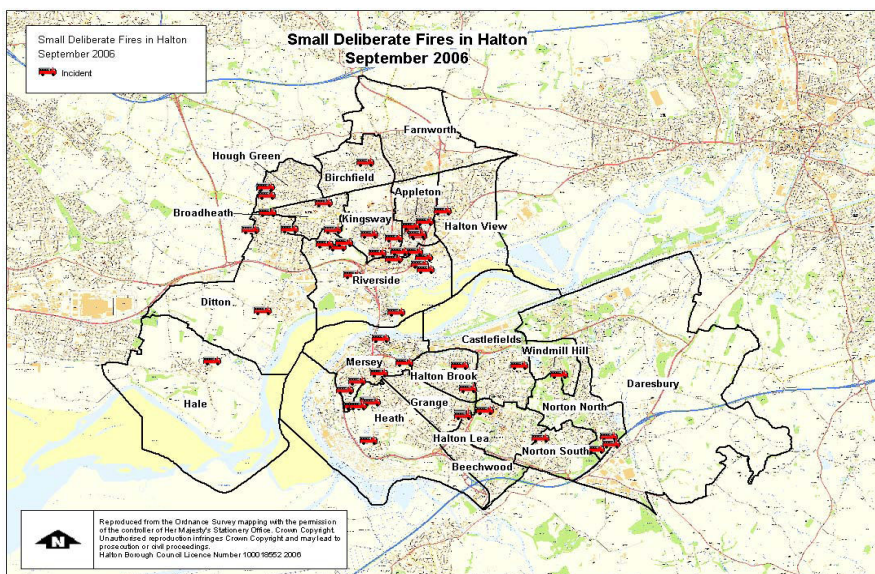 Small Deliberate Fires in Halton
September 2006
Incident
Small Deliberate Fires in Halton
September 2006
Farnworth
Hough Green
Birchfield
Appleton
Broadheath
Kingsway
Halton View
Riverside
Ditton
Castlefields
Windmill Hill
Mersey
Halton Brook
Daresbury
Hale
Grange
Norton North
Heath
Halton Lea
Norton South
Beechwood
N
Reproduced from the Ordnance Survey mapping with the permission
of the controller of Her Majesty's Stationery Office. Crown Copyright.
Unauthorised reproduction infringes Crown Copyright and may lead to
prosecution or civil proceedings.
Halton Borough Council Licence Number 100018552 2006